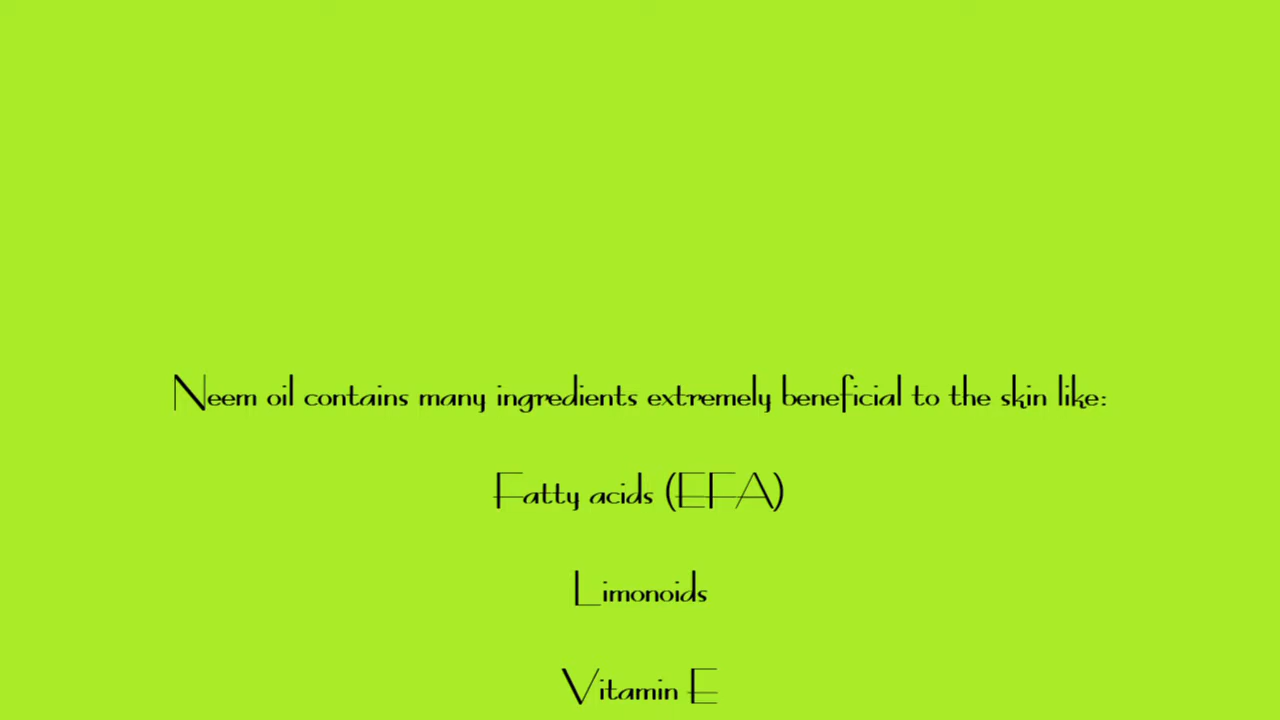 Neem oil contains many ingredients extremely beneficial to the skin like:
Fatty acids (EFA)
Limonoids
Vitamin E